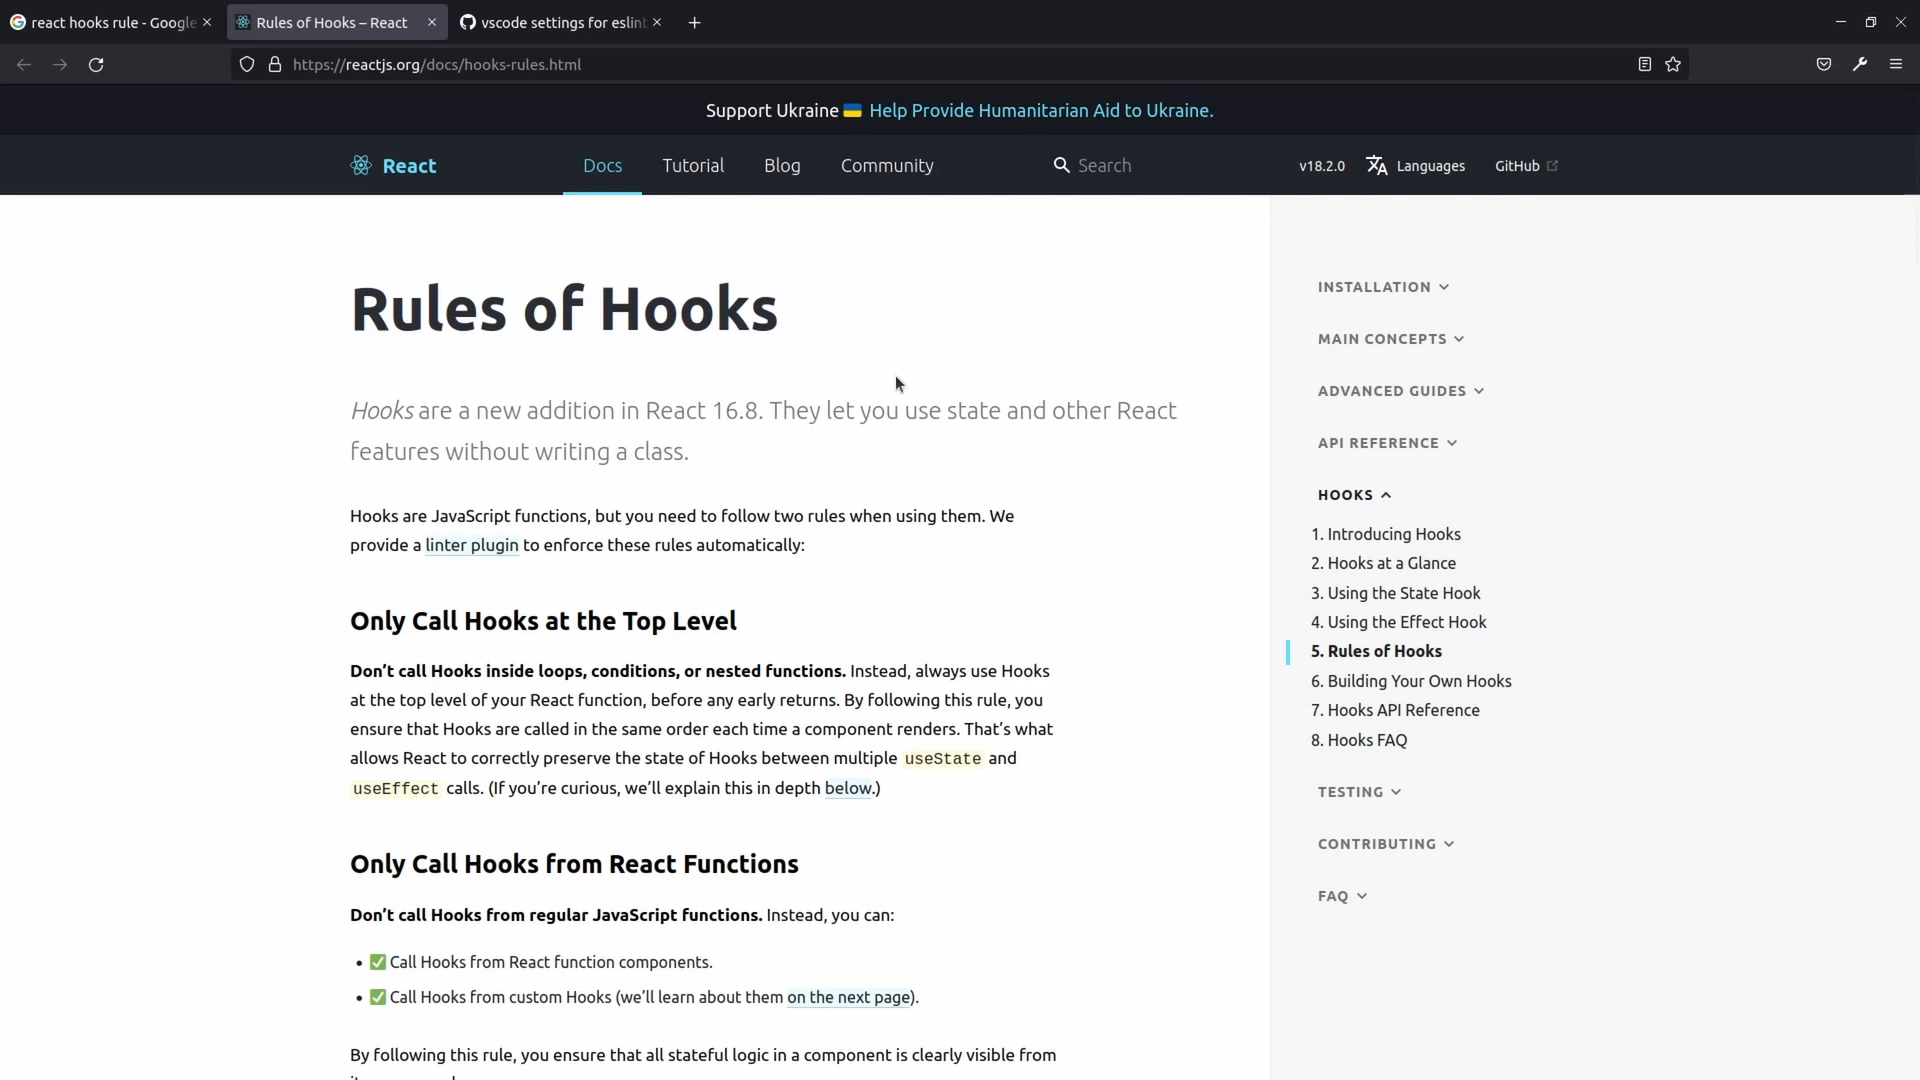 react hooks rule - Google
Rules of Hooks – React
vscode settings for eslint
https://reactjs.org/docs/hooks-rules.html
Support Ukraine 🇺🇦 Help Provide Humanitarian Aid to Ukraine.
React
Docs
Tutorial
Blog
Community
Search
v18.2.0
Languages
GitHub
Rules of Hooks
Hooks are a new addition in React 16.8. They let you use state and other React
features without writing a class.
Hooks are JavaScript functions, but you need to follow two rules when using them. We
provide a linter plugin to enforce these rules automatically:
Only Call Hooks at the Top Level
Don’t call Hooks inside loops, conditions, or nested functions. Instead, always use Hooks
at the top level of your React function, before any early returns. By following this rule, you
ensure that Hooks are called in the same order each time a component renders. That’s what
allows React to correctly preserve the state of Hooks between multiple useState and
useEffect calls. (If you’re curious, we’ll explain this in depth below.)
Only Call Hooks from React Functions
Don’t call Hooks from regular JavaScript functions. Instead, you can:
• ✅ Call Hooks from React function components.
• ✅ Call Hooks from custom Hooks (we’ll learn about them on the next page).
By following this rule, you ensure that all stateful logic in a component is clearly visible from
INSTALLATION
MAIN CONCEPTS
ADVANCED GUIDES
API REFERENCE
HOOKS
1. Introducing Hooks
2. Hooks at a Glance
3. Using the State Hook
4. Using the Effect Hook
5. Rules of Hooks
6. Building Your Own Hooks
7. Hooks API Reference
8. Hooks FAQ
TESTING
CONTRIBUTING
FAQ